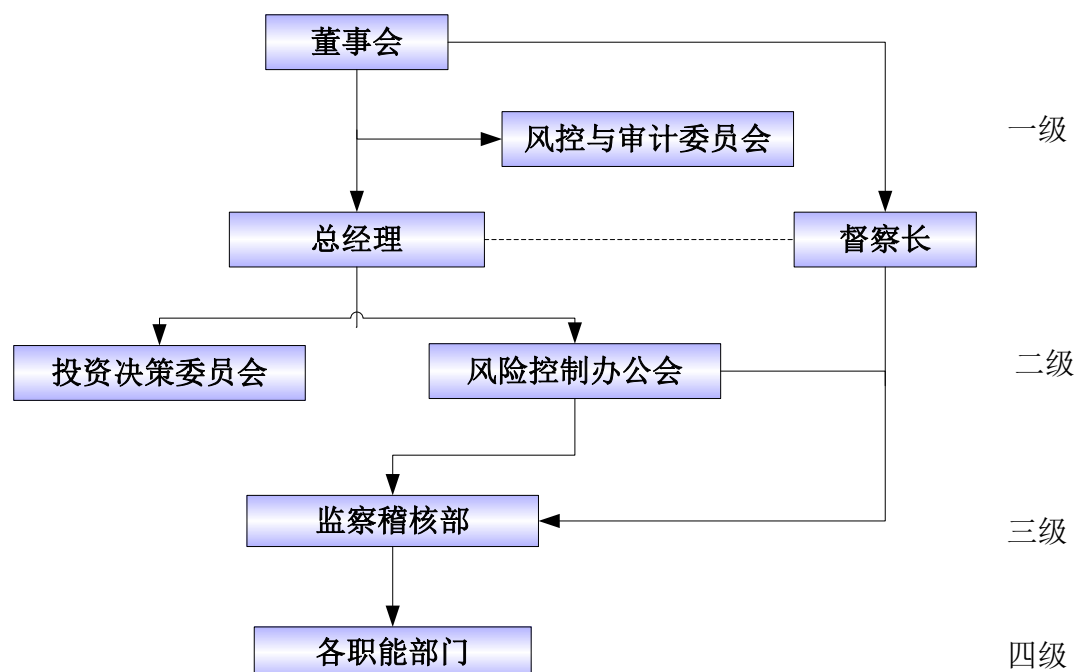 董事会
风控与审计委员会
一级
总经理
督察长
投资决策委员会
风险控制办公会
二级
监察稽核部
三级
各职能部门
四级